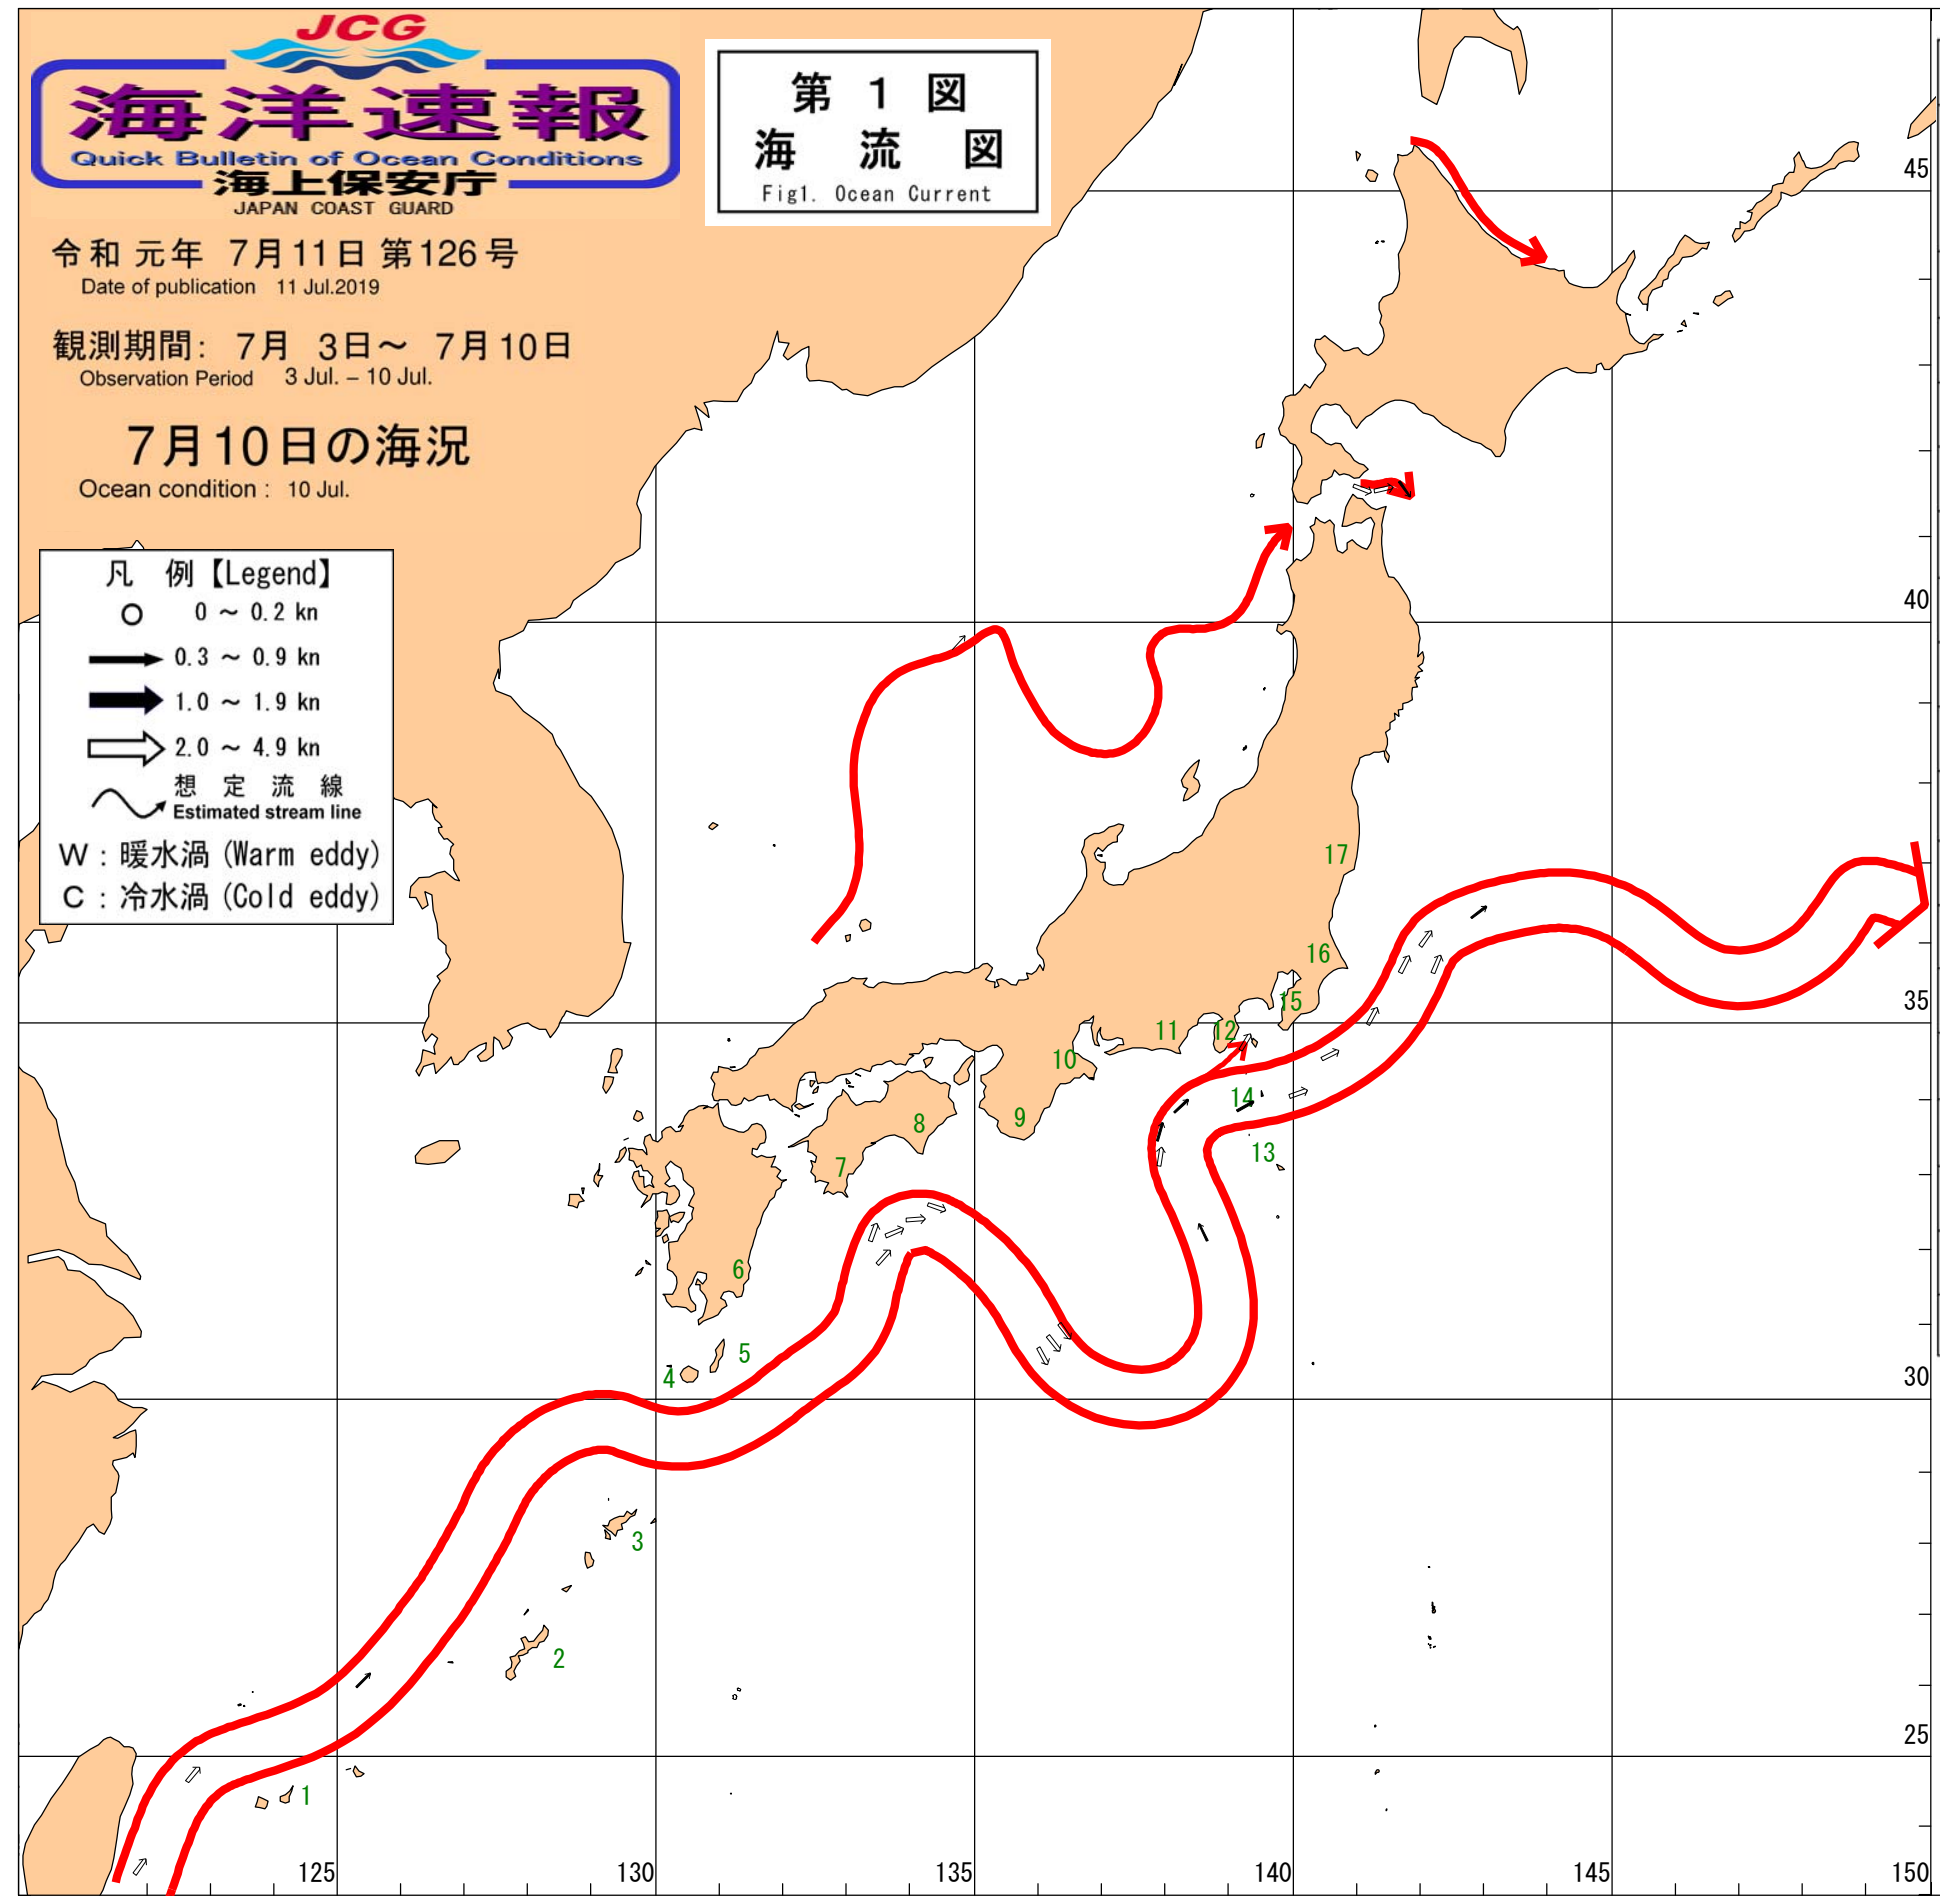 JCG
海洋速報
Quick Bulletin of Ocean Conditions
海上保安庁
JAPAN COAST GUARD
第 1 図
海 流 図
Fig1. Ocean Current
令和 元年 7月11日 第126号
Date of publication 11 Jul.2019
観測期間: 7月 3日～ 7月10日
Observation Period 3 Jul. – 10 Jul.
7月10日の海況
Ocean condition : 10 Jul.
凡 例【Legend】
0 ～ 0.2 kn
0.3 ～ 0.9 kn
1.0 ～ 1.9 kn
2.0 ～ 4.9 kn
想 定 流 線
Estimated stream line
W : 暖水渦 (Warm eddy)
C : 冷水渦 (Cold eddy)
45
40
35
30
25
17
16
15
12
11
10
14
13
9
8
7
6
5
4
3
2
1
125
130
135
140
145
150